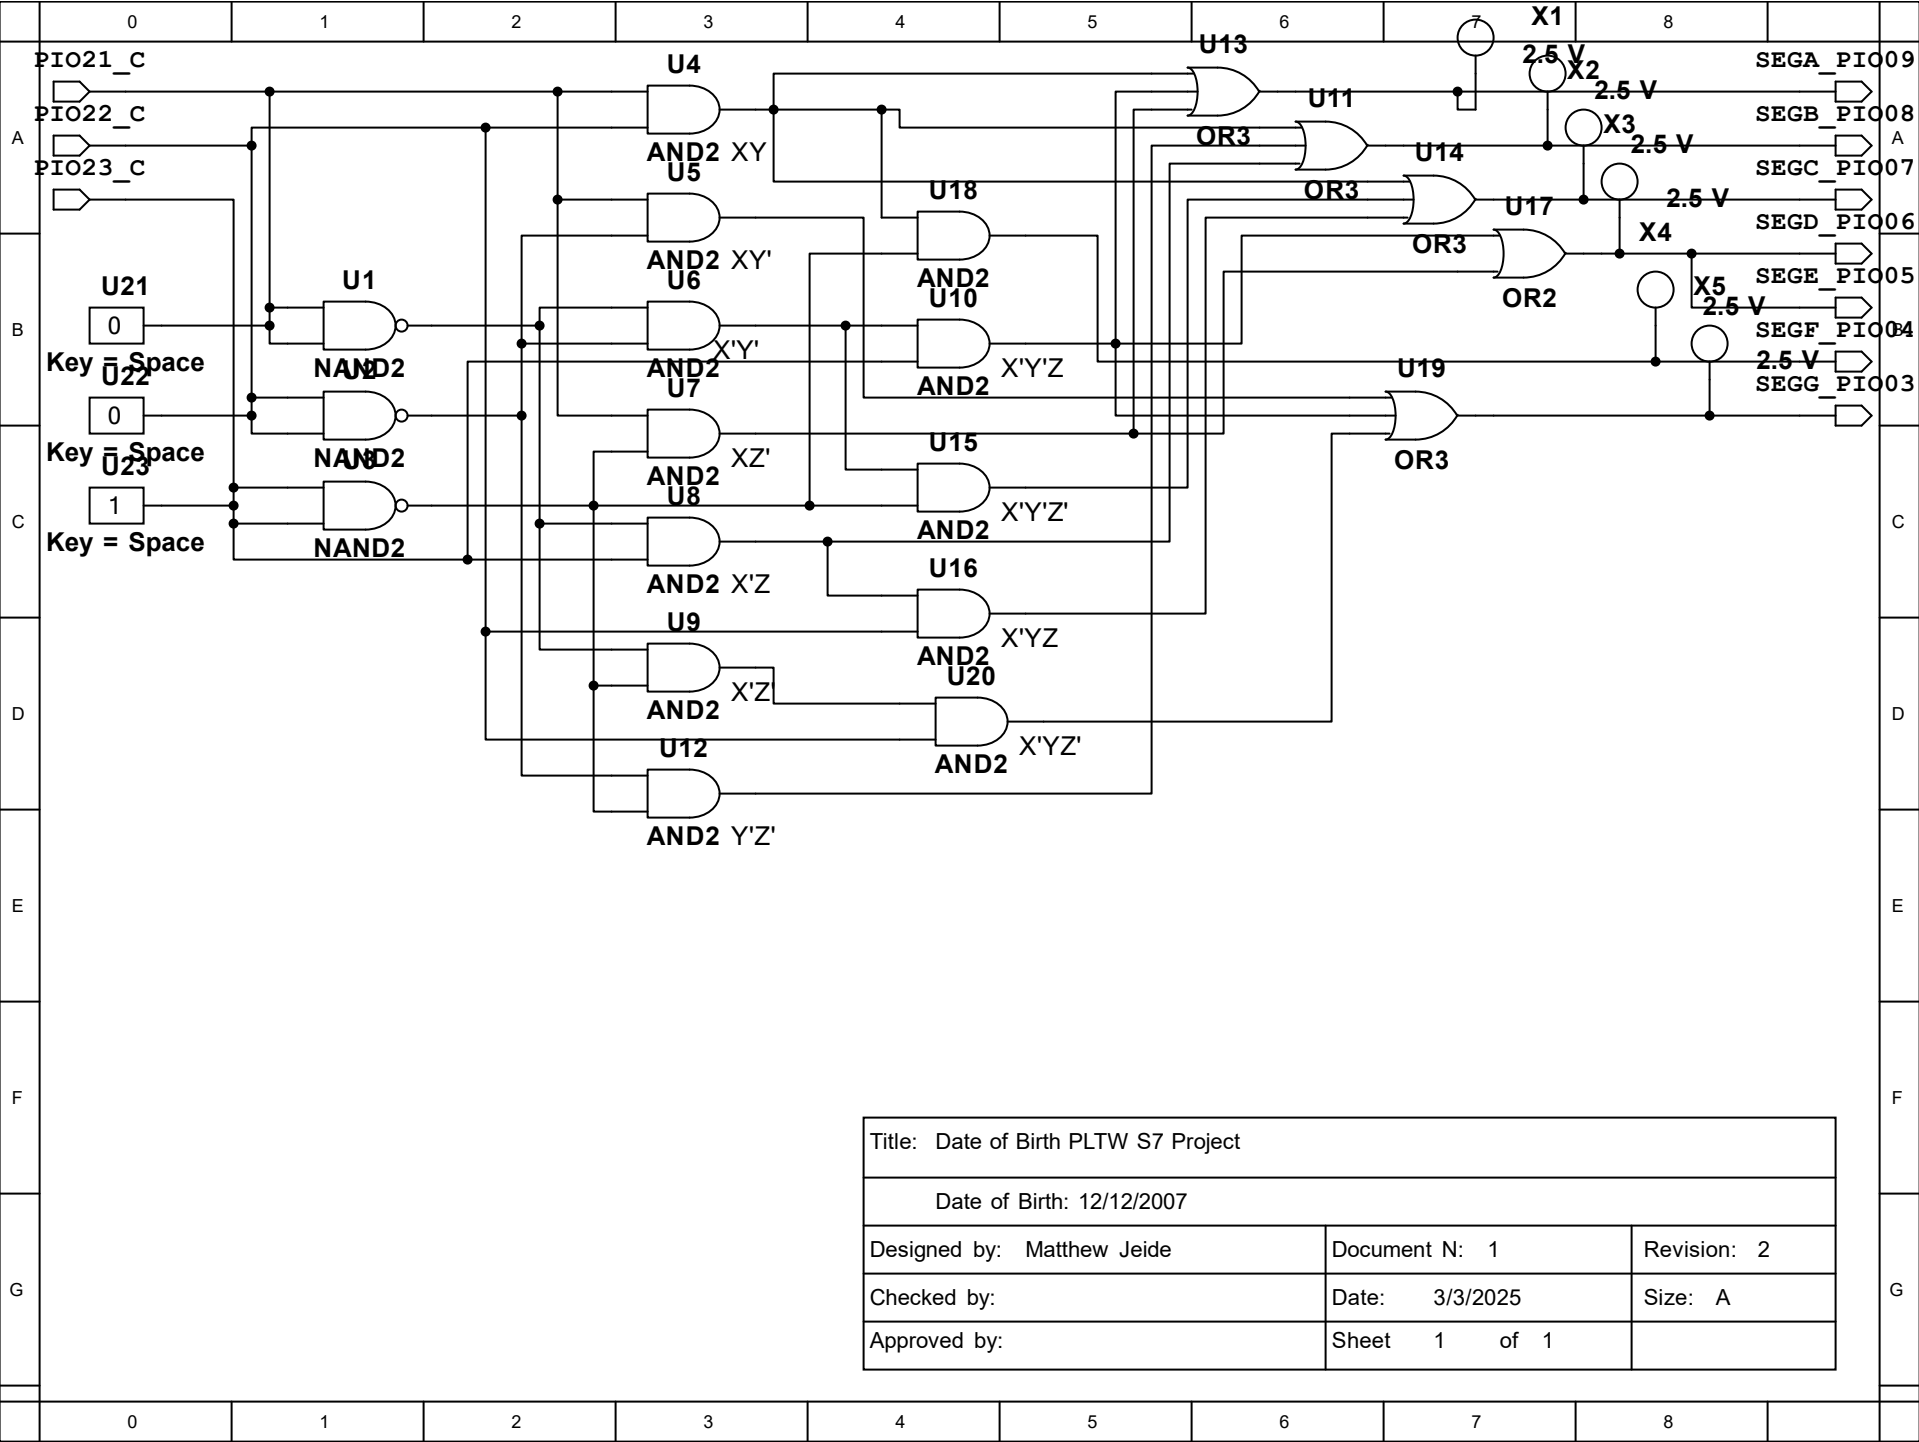 0 1 2 3 4 5 6 7 8
X1
U13
2.5 V
PIO21_C
SEGA_PIO09
U4
X2
2.5 V
U11
PIO22_C
SEGB_PIO08
A
OR3
X3
2.5 V
A
AND2 XY
U14
PIO23_C
SEGC_PIO07
U5
U18
OR3
U17
2.5 V
SEGD_PIO06
X4
AND2 XY'
OR3
U6
AND2
SEGE_PIO05
U21
U1
U10
OR2
X5
2.5 V
0
B
SEGF_PIO04
B
X'Y'
Key = Space
NAND2
AND2
X'Y'Z
U19
2.5 V
U22
U2
U7
AND2
SEGG_PIO03
0
Key = Space
NAND2
XZ'
U15
OR3
U23
U3
AND2
U8
1
X'Y'Z'
C
C
Key = Space
NAND2
AND2
AND2 X'Z
U16
U9
X'YZ
AND2
X'Z'
U20
AND2
D
D
U12
X'YZ'
AND2
AND2 Y'Z'
E
E
F
F
Title: Date of Birth PLTW S7 Project
Date of Birth: 12/12/2007
Designed by: Matthew Jeide
Document N: 1
Revision: 2
G
Checked by:
Date: 3/3/2025
Size: A
G
Approved by:
Sheet 1 of 1
0 1 2 3 4 5 6 7 8